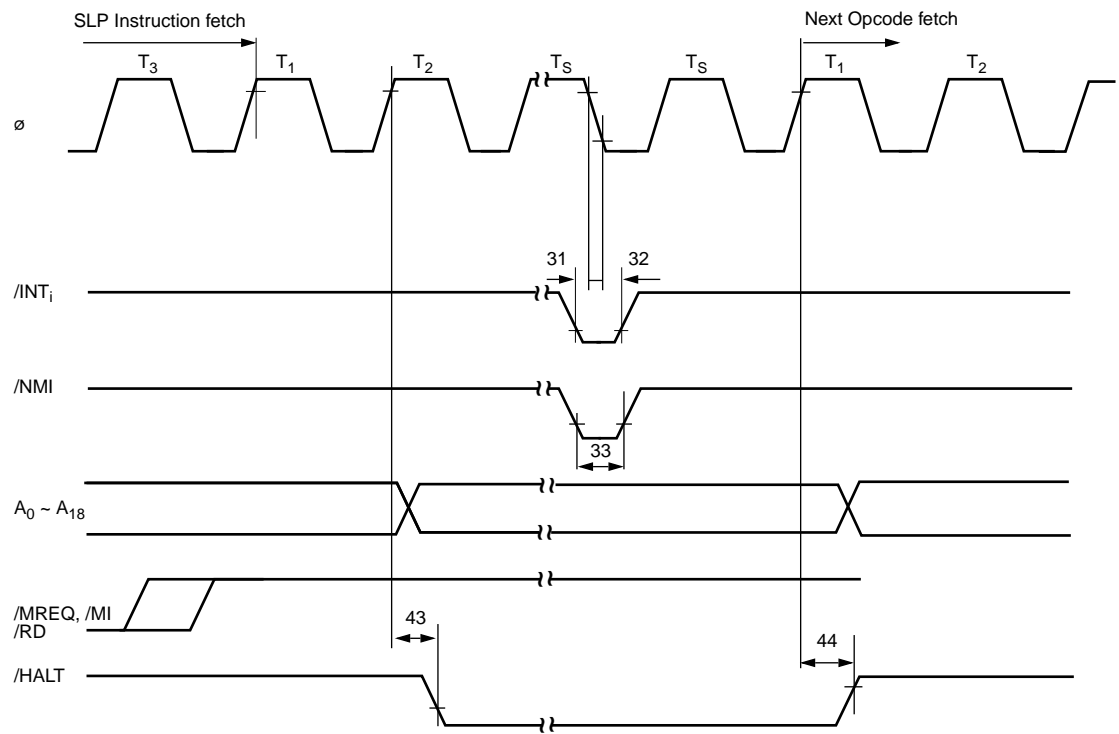 SLP Instruction fetch Next Opcode fetch
T3 T1 T2 TS TS T1 T2
ø
31 32
/INTi
/NMI
33
A0 ~ A18
/MREQ, /MI
/RD
43 44
/HALT